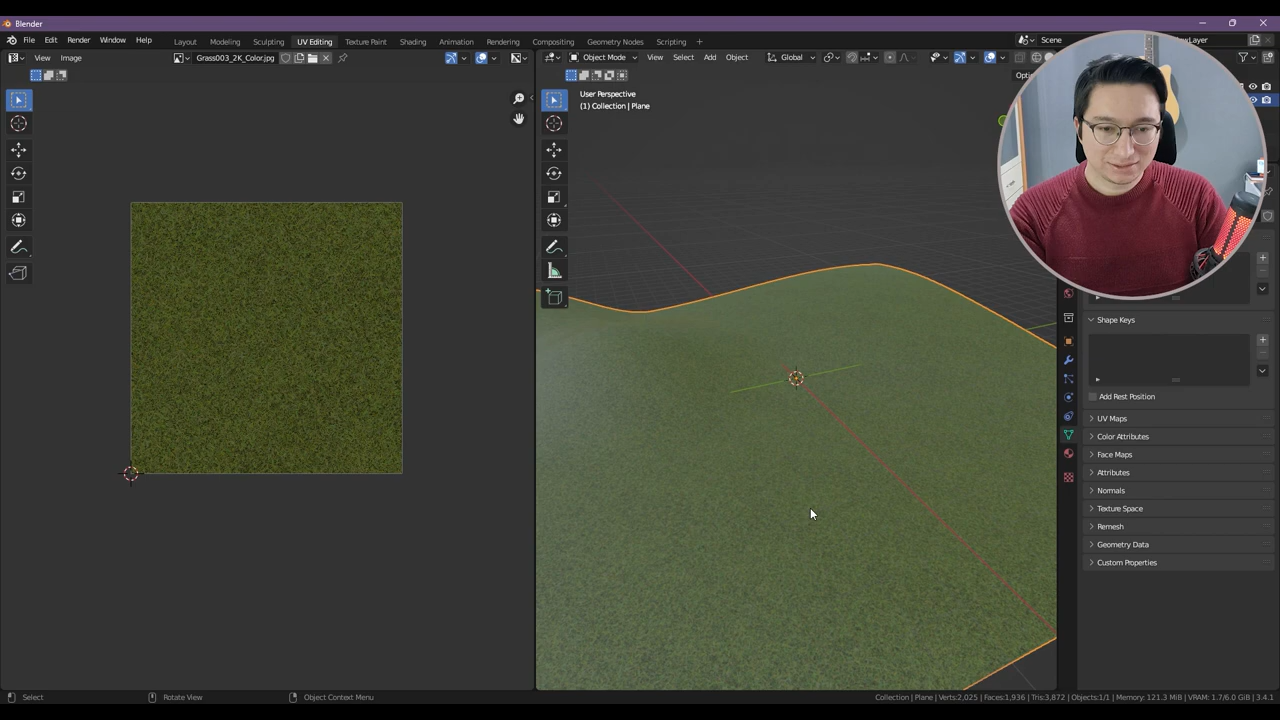 Blender
File Edit Render Window Help
Layout Modeling Sculpting UV Editing Texture Paint Shading Animation Rendering Compositing Geometry Nodes Scripting +
Scene
ewLayer
View Image
Grass003_2K_Color.jpg
Object Mode View Select Add Object Global
Optio
User Perspective
(1) Collection | Plane
Shape Keys
Add Rest Position
UV Maps
Color Attributes
Face Maps
Attributes
Normals
Texture Space
Remesh
Geometry Data
Custom Properties
Select
Rotate View
Object Context Menu
Collection | Plane | Verts:2,025 | Faces:1,936 | Tris:3,872 | Objects:1/1 | Memory: 121.3 MiB | VRAM: 1.7/6.0 GiB | 3.4.1